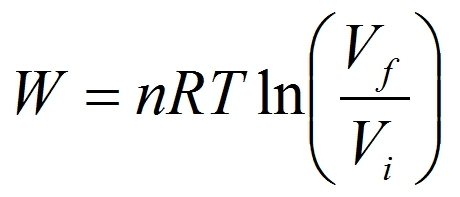 W = nRT ln(V_f / V_i)